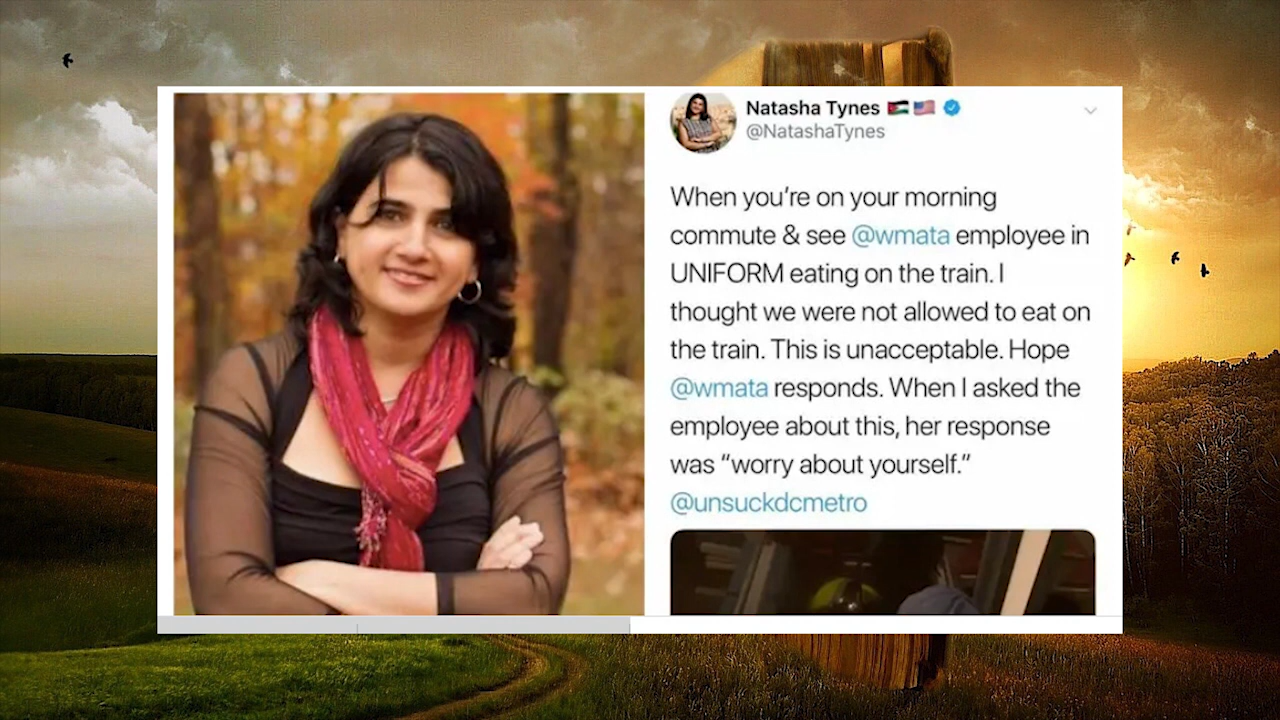 Natasha Tynes 🇯🇴 🇺🇸
@NatashaTynes
When you’re on your morning
commute & see @wmata employee in
UNIFORM eating on the train. I
thought we were not allowed to eat on
the train. This is unacceptable. Hope
@wmata responds. When I asked the
employee about this, her response
was “worry about yourself.”
@unsuckdcmetro